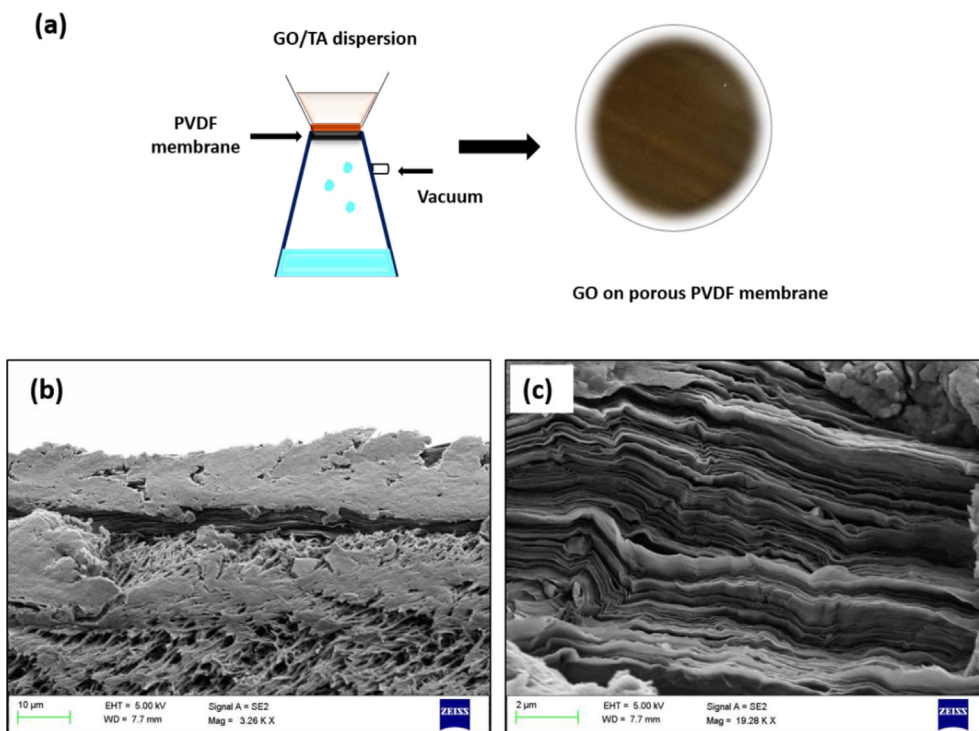 (a)
GO/TA dispersion
PVDF
membrane
Vacuum
GO on porous PVDF membrane
(b)
10 µm
EHT = 5.00 kV
WD = 7.7 mm
Signal A = SE2
Mag = 3.26 K X
ZEISS
(c)
2 µm
EHT = 5.00 kV
WD = 7.7 mm
Signal A = SE2
Mag = 19.28 K X
ZEISS